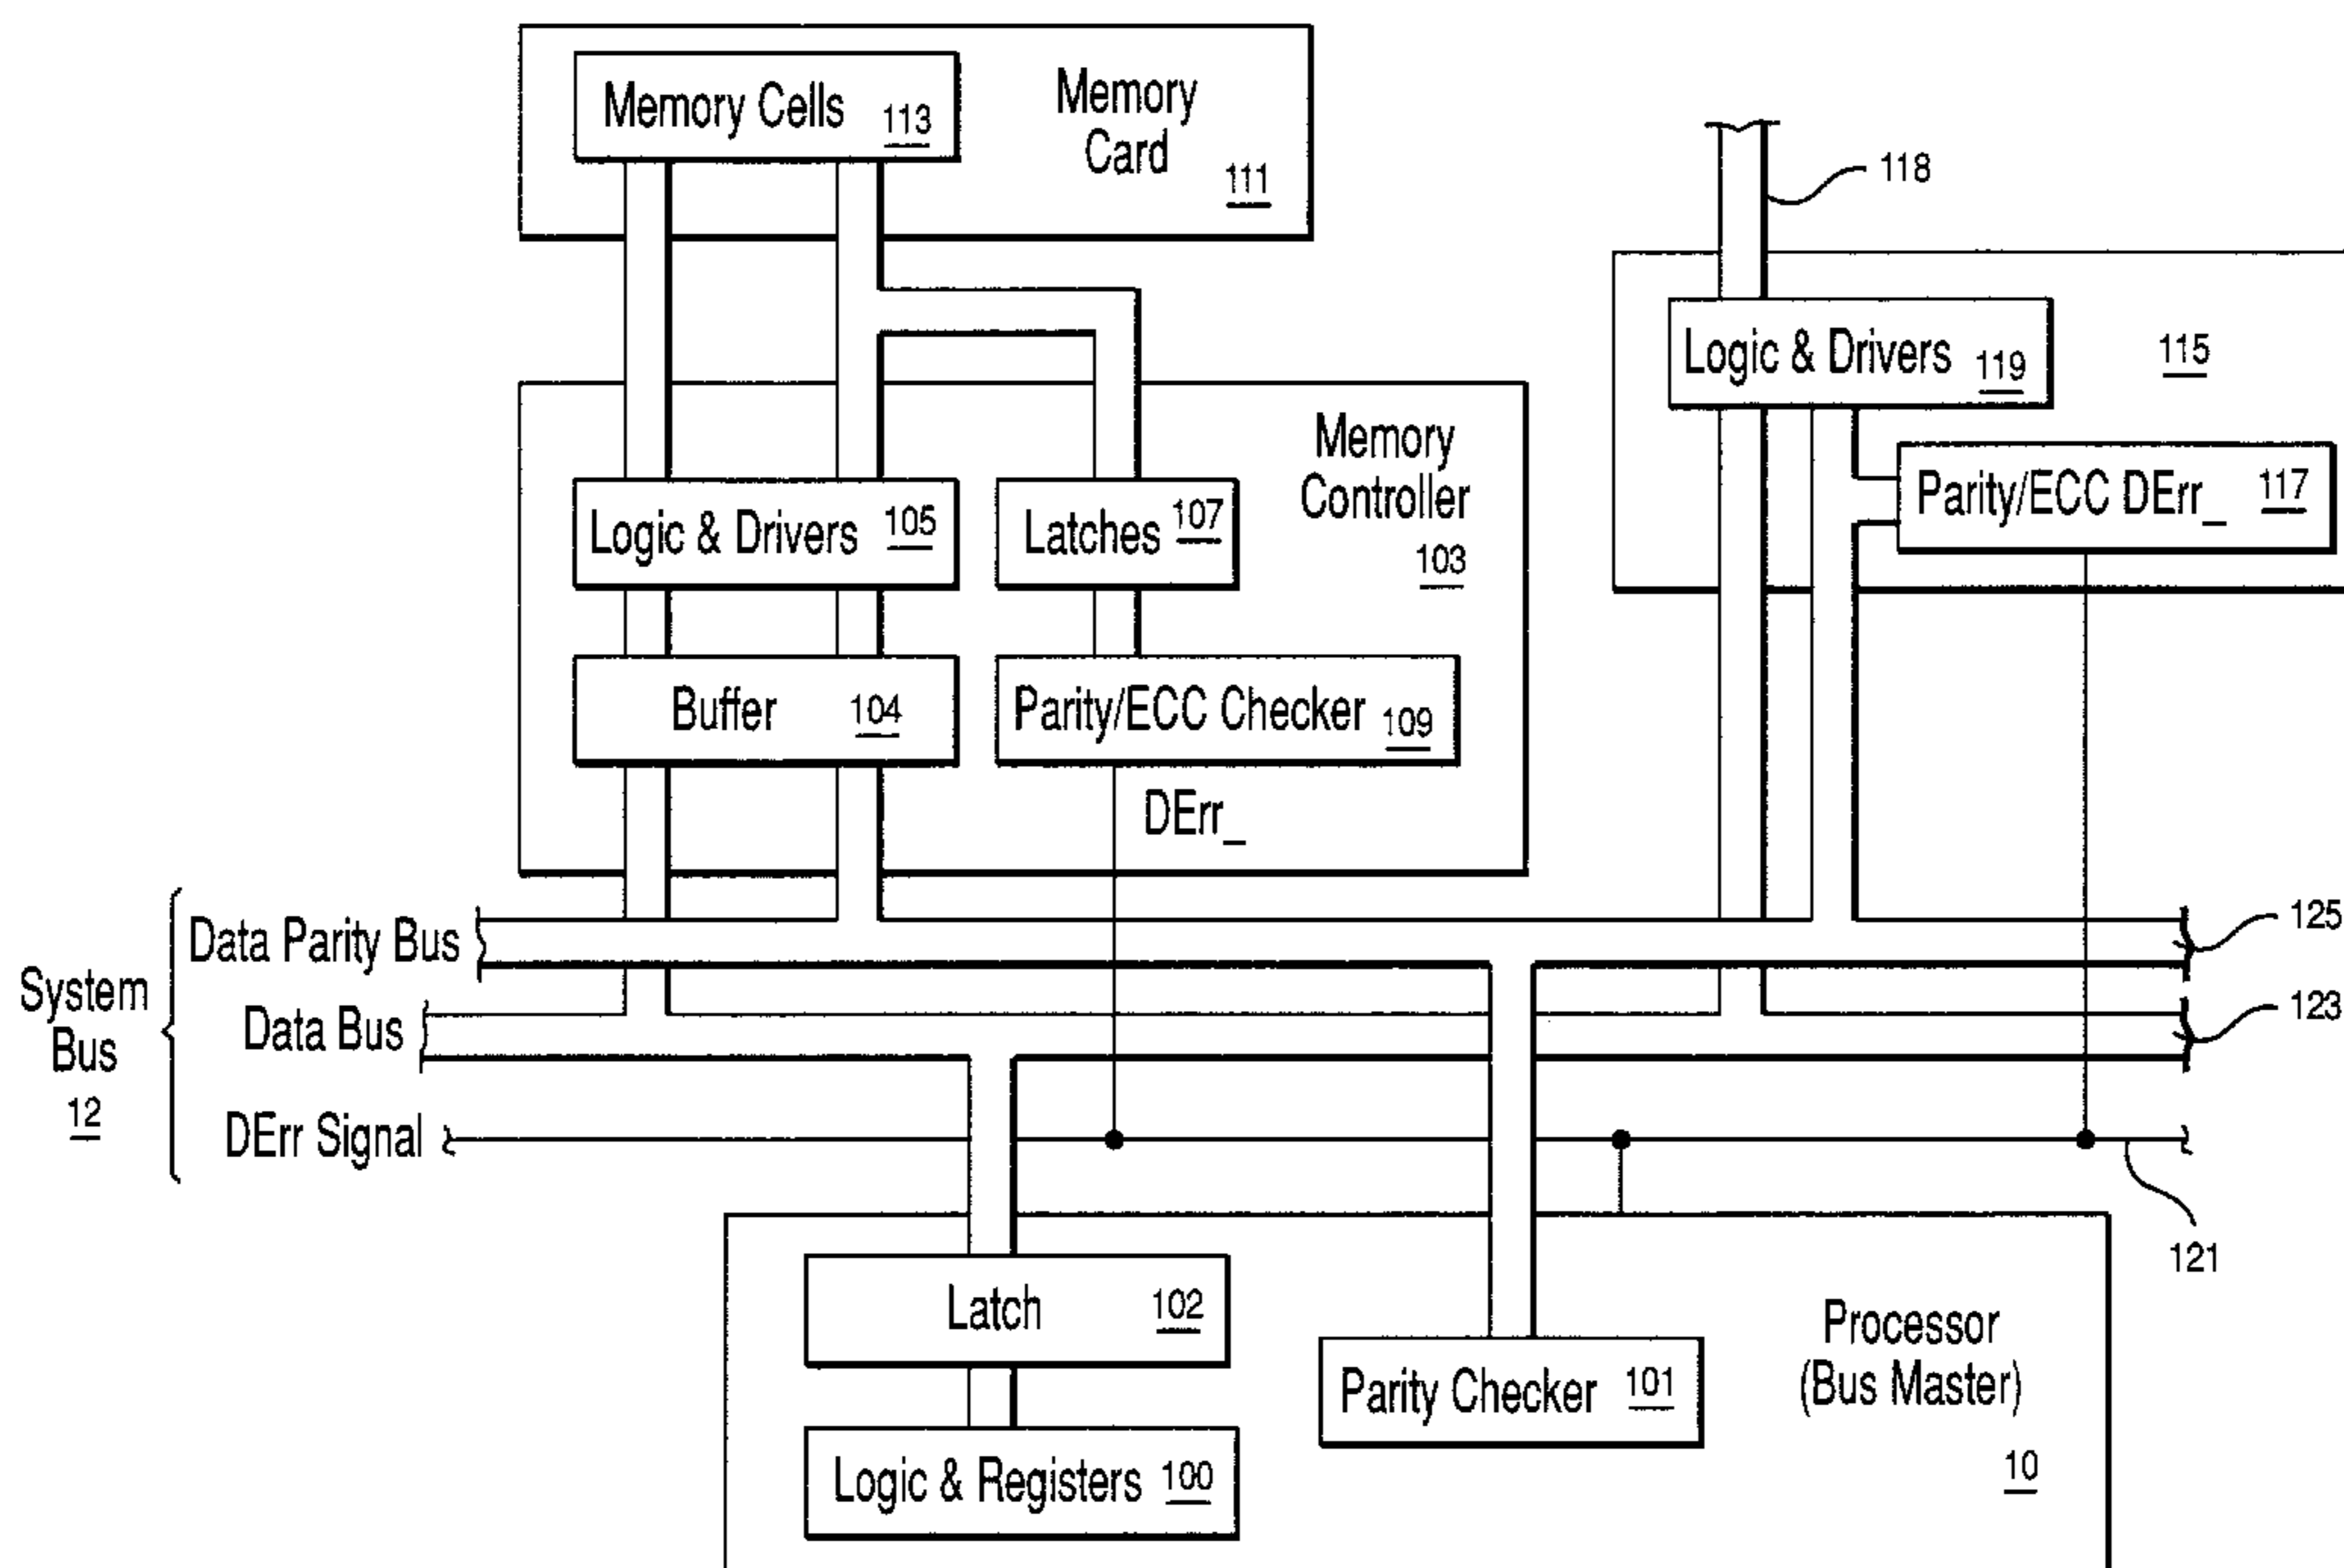 Memory Cells 113
Memory
Card
111
118
Logic & Drivers 119
115
Parity/ECC DErr_ 117
Memory
Controller
103
Logic & Drivers 105
Latches 107
Buffer 104
Parity/ECC Checker 109
DErr_
System
Bus
12
Data Parity Bus
125
Data Bus
123
DErr Signal
121
Latch 102
Processor
(Bus Master)
10
Parity Checker 101
Logic & Registers 100